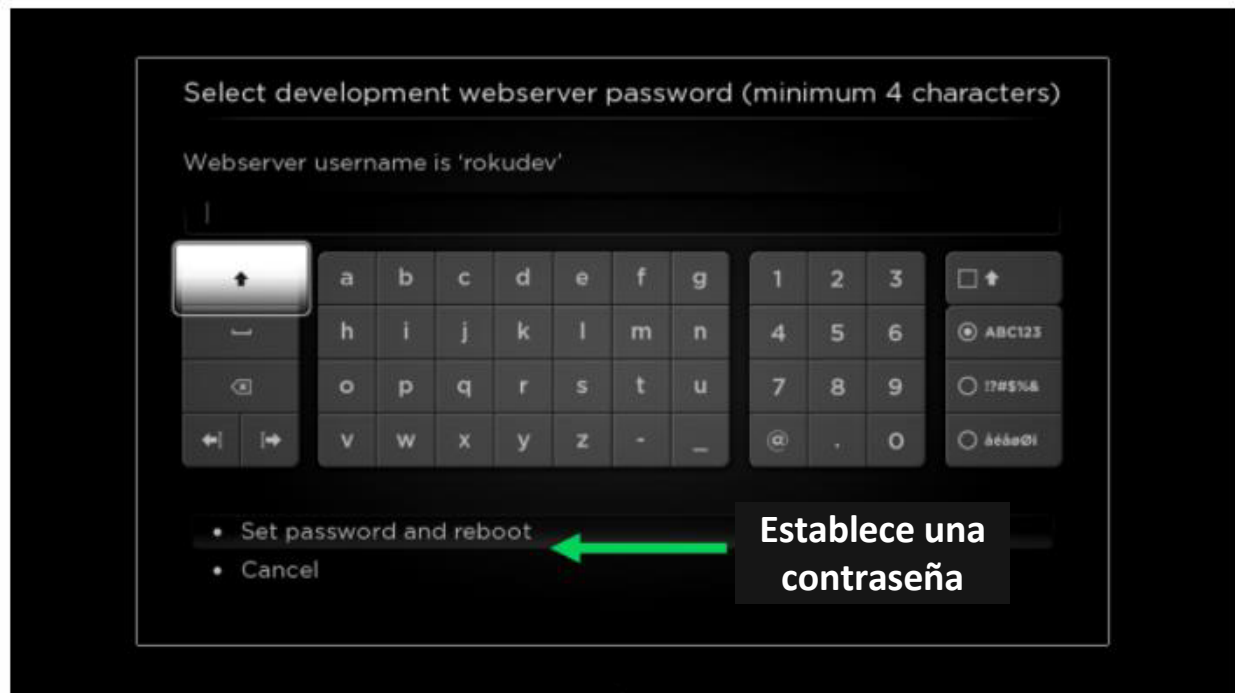 Select development webserver password (minimum 4 characters)
Webserver username is 'rokudev'
a b c d e f g 1 2 3
h i j k l m n 4 5 6 ABC123
o p q r s t u 7 8 9 !?#$%&
v w x y z - _ @ . 0
• Set password and reboot
• Cancel
Establece una
contraseña